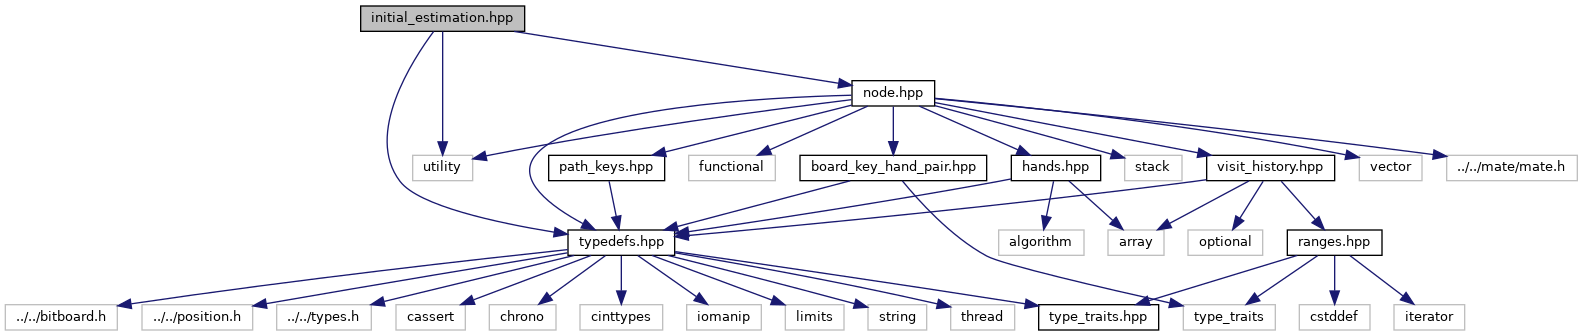 initial_estimation.hpp
node.hpp
utility
path_keys.hpp
functional
board_key_hand_pair.hpp
hands.hpp
stack
visit_history.hpp
vector
../../mate/mate.h
typedefs.hpp
algorithm
array
optional
ranges.hpp
../../bitboard.h
../../position.h
../../types.h
cassert
chrono
cinttypes
iomanip
limits
string
thread
type_traits.hpp
type_traits
cstddef
iterator